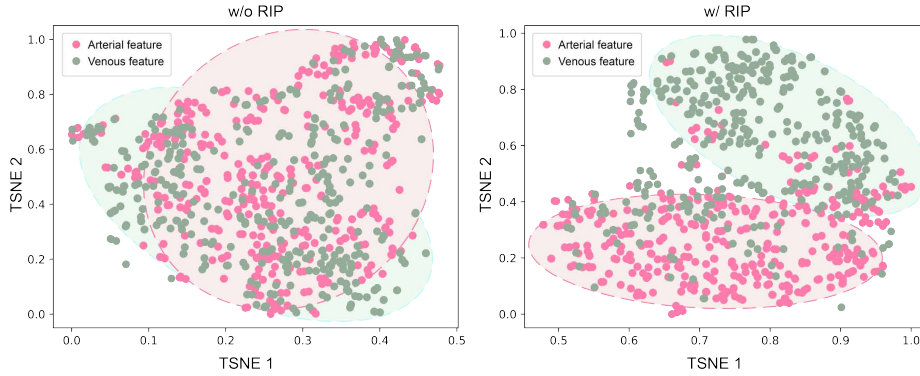 w/o RIP
Arterial feature
Venous feature
TSNE 2
1.0
0.8
0.6
0.4
0.2
0.0
0.0 0.1 0.2 0.3 0.4 0.5
TSNE 1
w/ RIP
Arterial feature
Venous feature
TSNE 2
1.0
0.8
0.6
0.4
0.2
0.0
0.5 0.6 0.7 0.8 0.9 1.0
TSNE 1